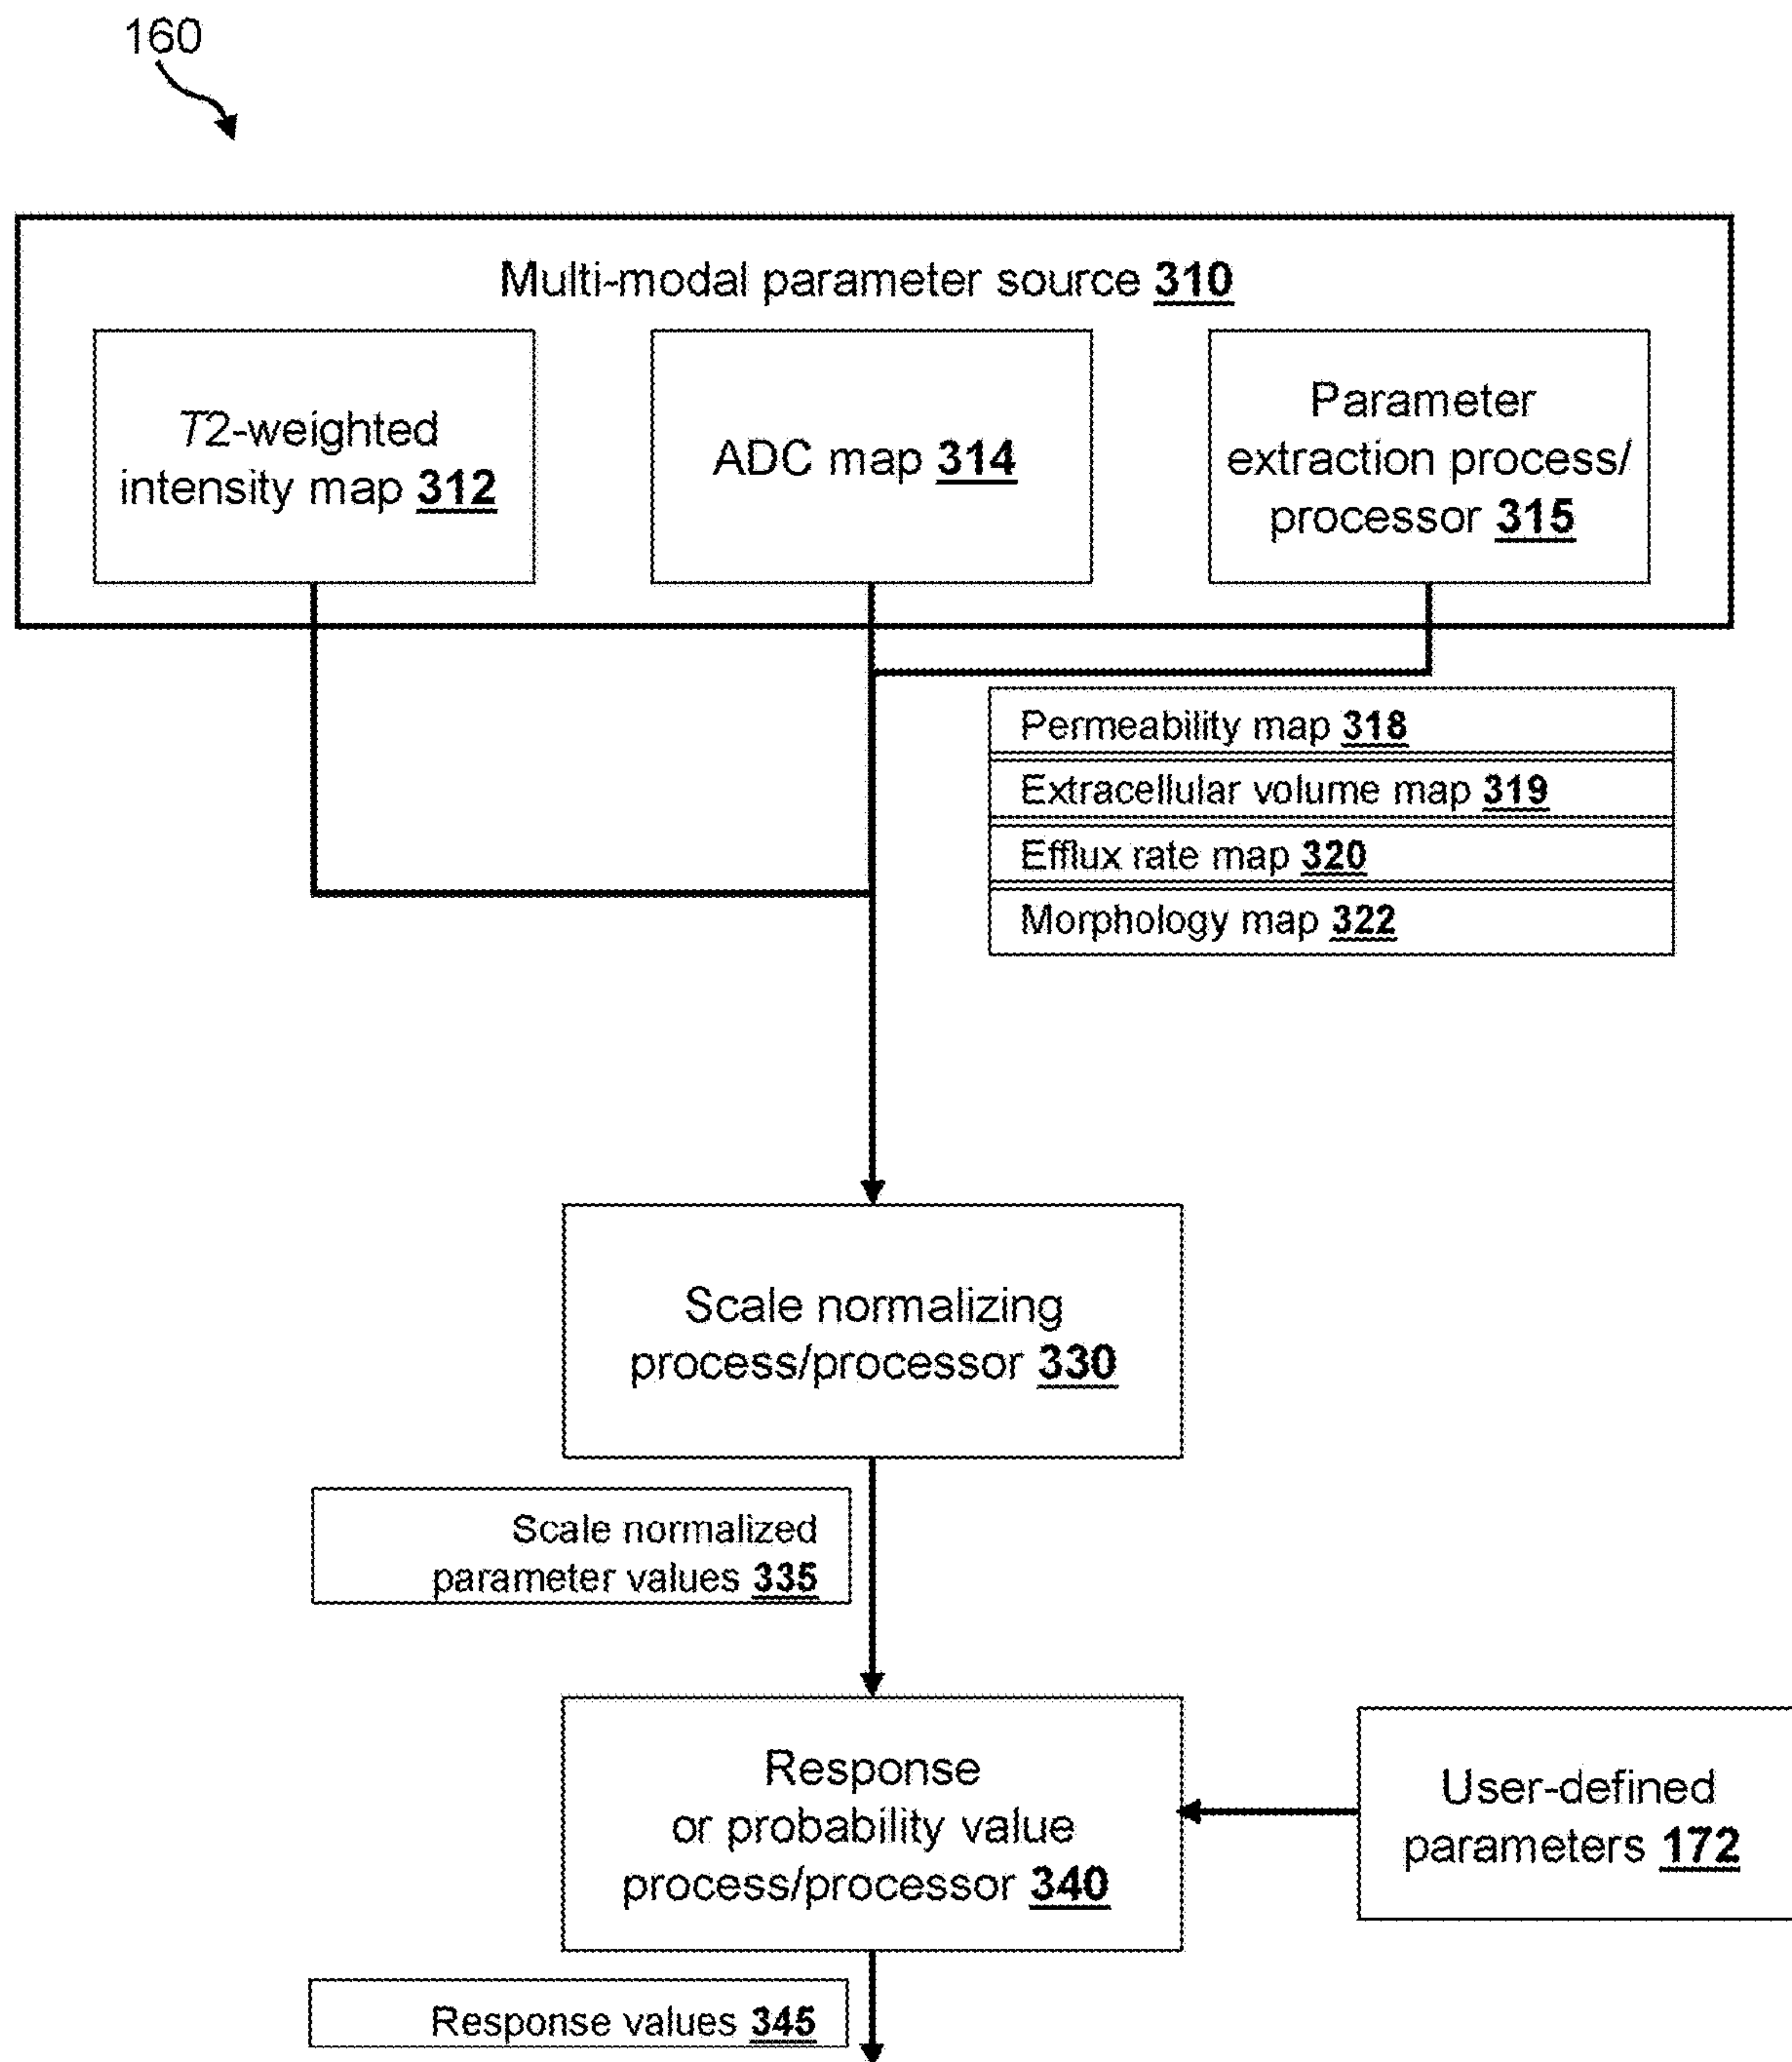 160
Multi-modal parameter source 310
T2-weighted
intensity map 312
ADC map 314
Parameter
extraction process/
processor 315
Permeability map 318
Extracellular volume map 319
Efflux rate map 320
Morphology map 322
Scale normalizing
process/processor 330
Scale normalized
parameter values 335
Response
or probability value
process/processor 340
User-defined
parameters 172
Response values 345